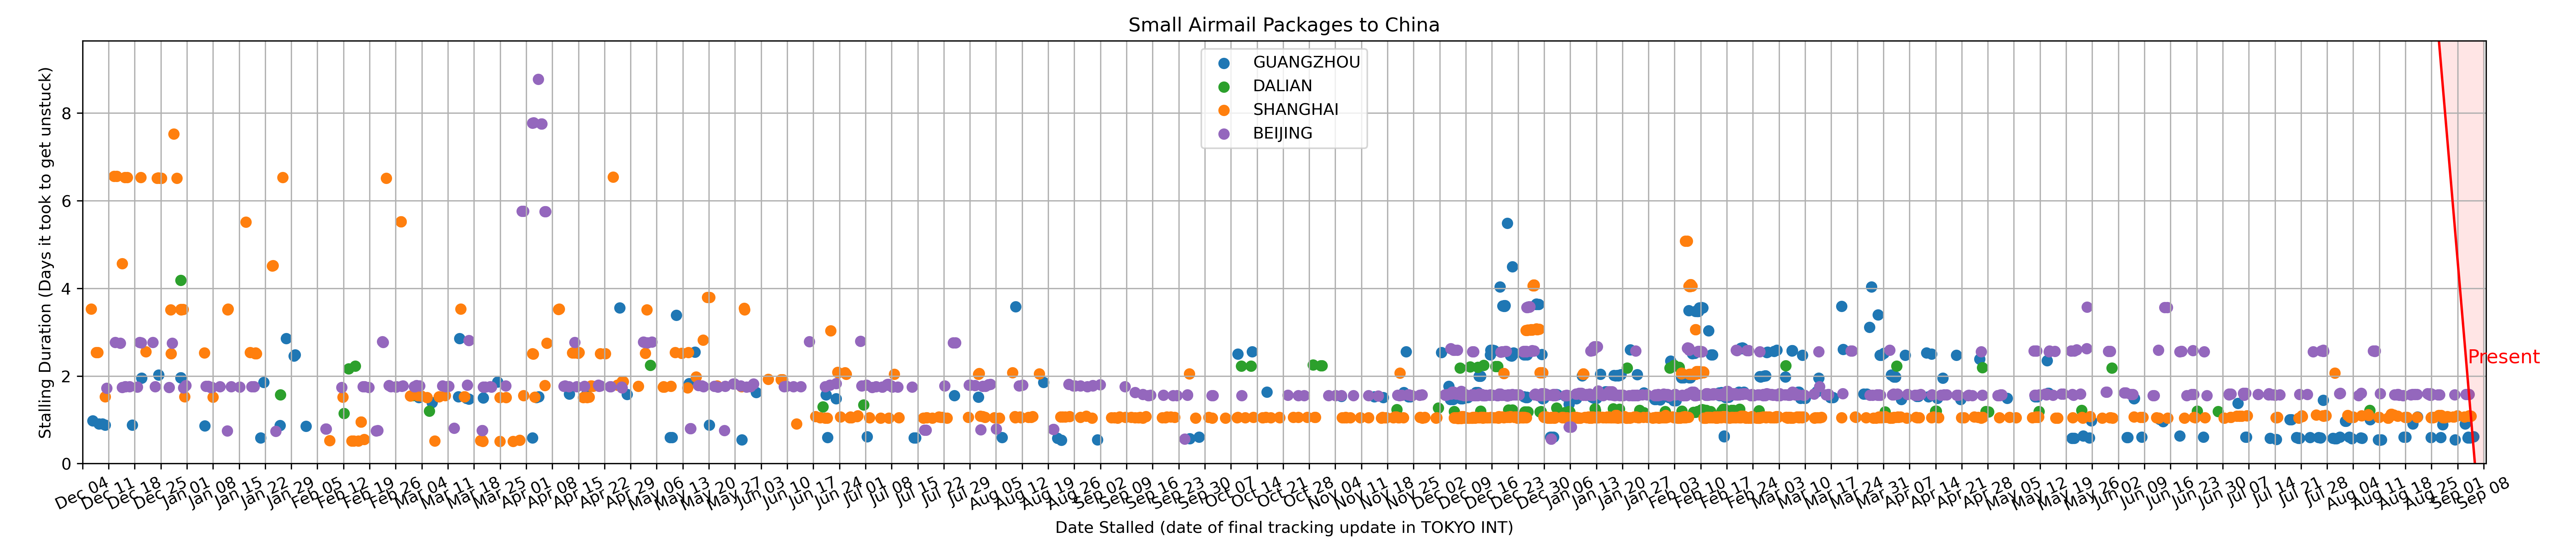 Small Airmail Packages to China
GUANGZHOU
DALIAN
SHANGHAI
BEIJING
Stalling Duration (Days it took to get unstuck)
8
6
4
2
0
Present
Dec 04 Dec 11 Dec 18 Dec 25 Jan 01 Jan 08 Jan 15 Jan 22 Jan 29 Feb 05 Feb 12 Feb 19 Feb 26 Mar 04 Mar 11 Mar 18 Mar 25 Apr 01 Apr 08 Apr 15 Apr 22 Apr 29 May 06 May 13 May 20 May 27 Jun 03 Jun 10 Jun 17 Jun 24 Jul 01 Jul 08 Jul 15 Jul 22 Jul 29 Aug 05 Aug 12 Aug 19 Aug 26 Sep 02 Sep 09 Sep 16 Sep 23 Sep 30 Oct 07 Oct 14 Oct 21 Oct 28 Nov 04 Nov 11 Nov 18 Nov 25 Dec 02 Dec 09 Dec 16 Dec 23 Dec 30 Jan 06 Jan 13 Jan 20 Jan 27 Feb 03 Feb 10 Feb 17 Feb 24 Mar 03 Mar 10 Mar 17 Mar 24 Mar 31 Apr 07 Apr 14 Apr 21 Apr 28 May 05 May 12 May 19 May 26 Jun 02 Jun 09 Jun 16 Jun 23 Jun 30 Jul 07 Jul 14 Jul 21 Jul 28 Aug 04 Aug 11 Aug 18 Aug 25 Sep 01 Sep 08
Date Stalled (date of final tracking update in TOKYO INT)